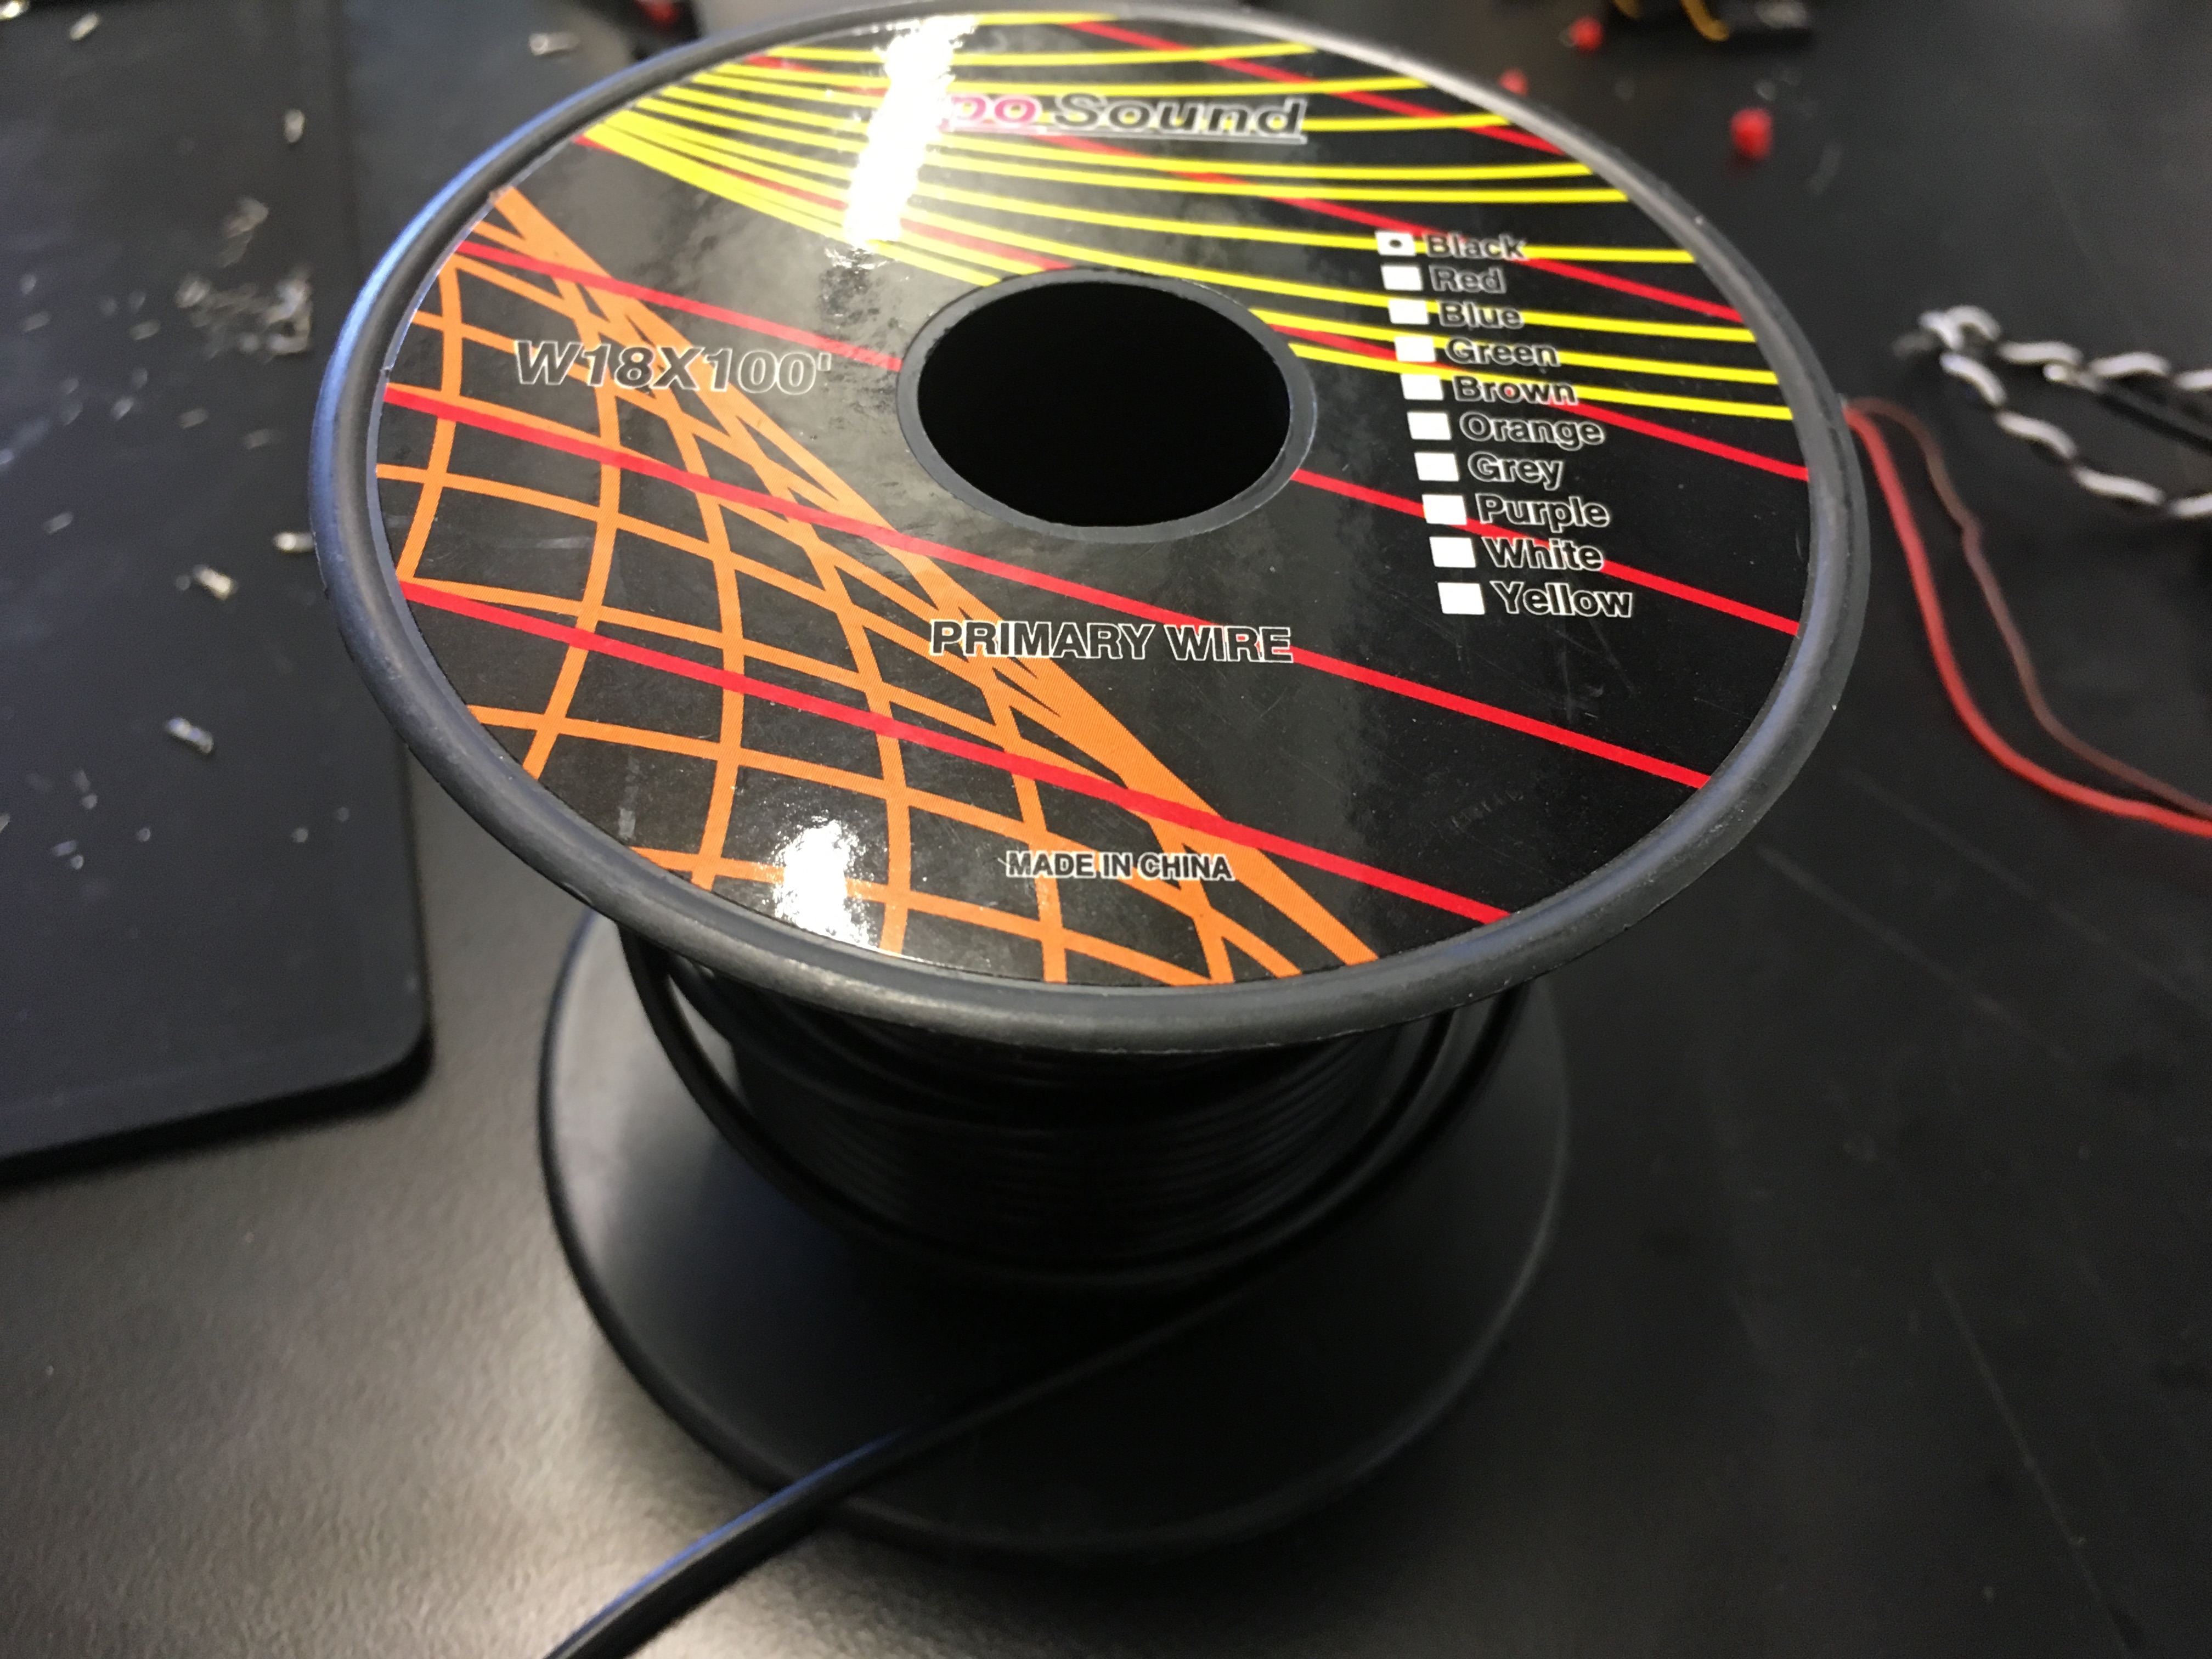 Sound
W18X100'
Black
Red
Blue
Green
Brown
Orange
Grey
Purple
White
Yellow
PRIMARY WIRE
MADE IN CHINA